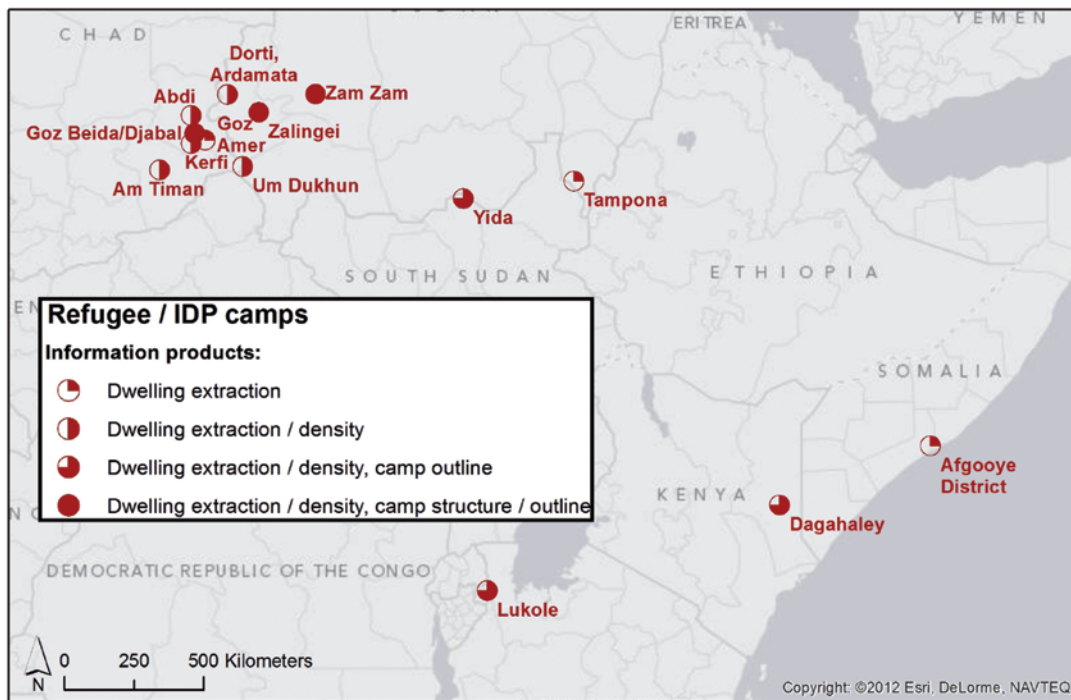 ERITREA
YEMEN
CHAD
Dorti,
Ardamata
Zam Zam
Abdi
Goz
Zalingei
Goz Beida/Djabal
Amer
Kerfi
Am Timan
Um Dukhun
Tampona
Yida
SOUTH SUDAN
ETHIOPIA
Refugee / IDP camps
Information products:
Dwelling extraction
Dwelling extraction / density
Dwelling extraction / density, camp outline
Dwelling extraction / density, camp structure / outline
SOMALIA
Afgooye
District
KENYA
Dagahaley
DEMOCRATIC REPUBLIC OF THE CONGO
Lukole
N
0 250 500 Kilometers
Copyright: ©2012 Esri, DeLorme, NAVTEQ